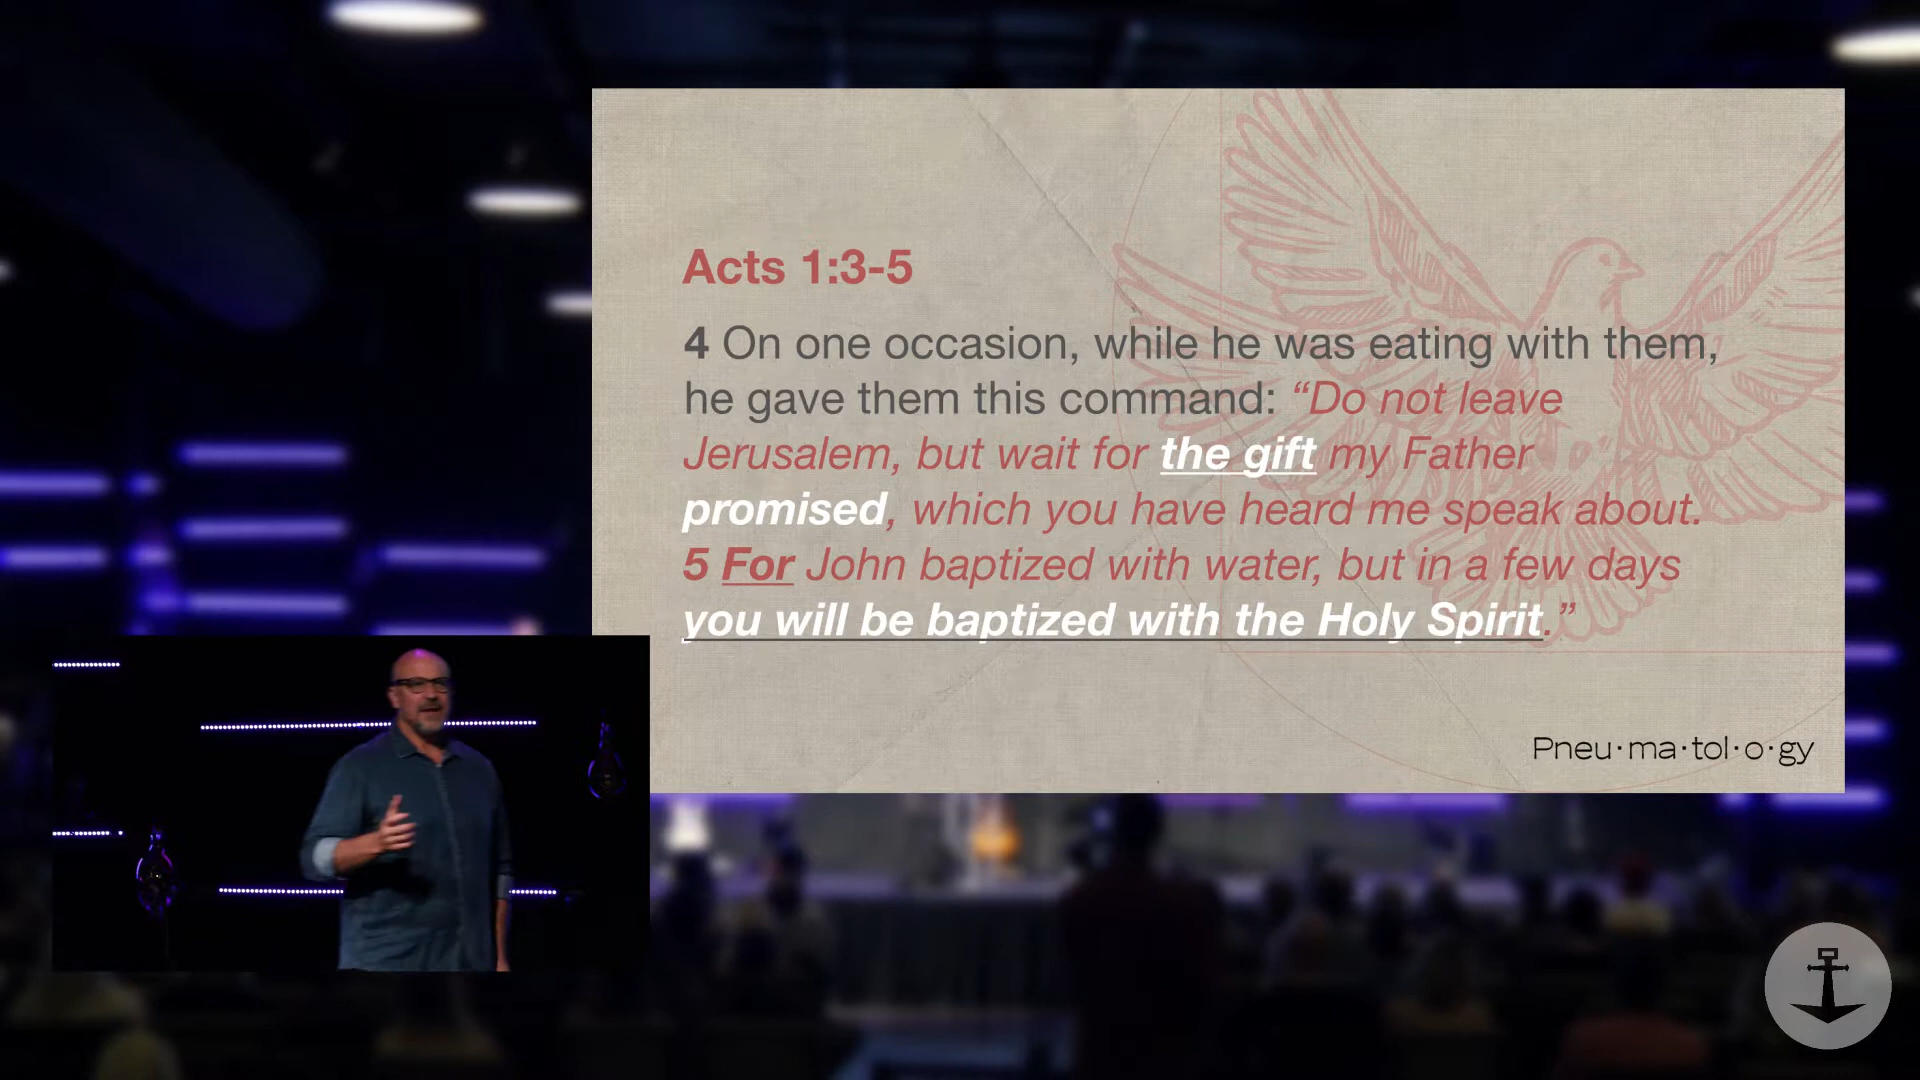 Acts 1:3-5
4 On one occasion, while he was eating with them,
he gave them this command: “Do not leave
Jerusalem, but wait for the gift my Father
promised, which you have heard me speak about.
5 For John baptized with water, but in a few days
you will be baptized with the Holy Spirit.”
Pneu·ma·tol·o·gy